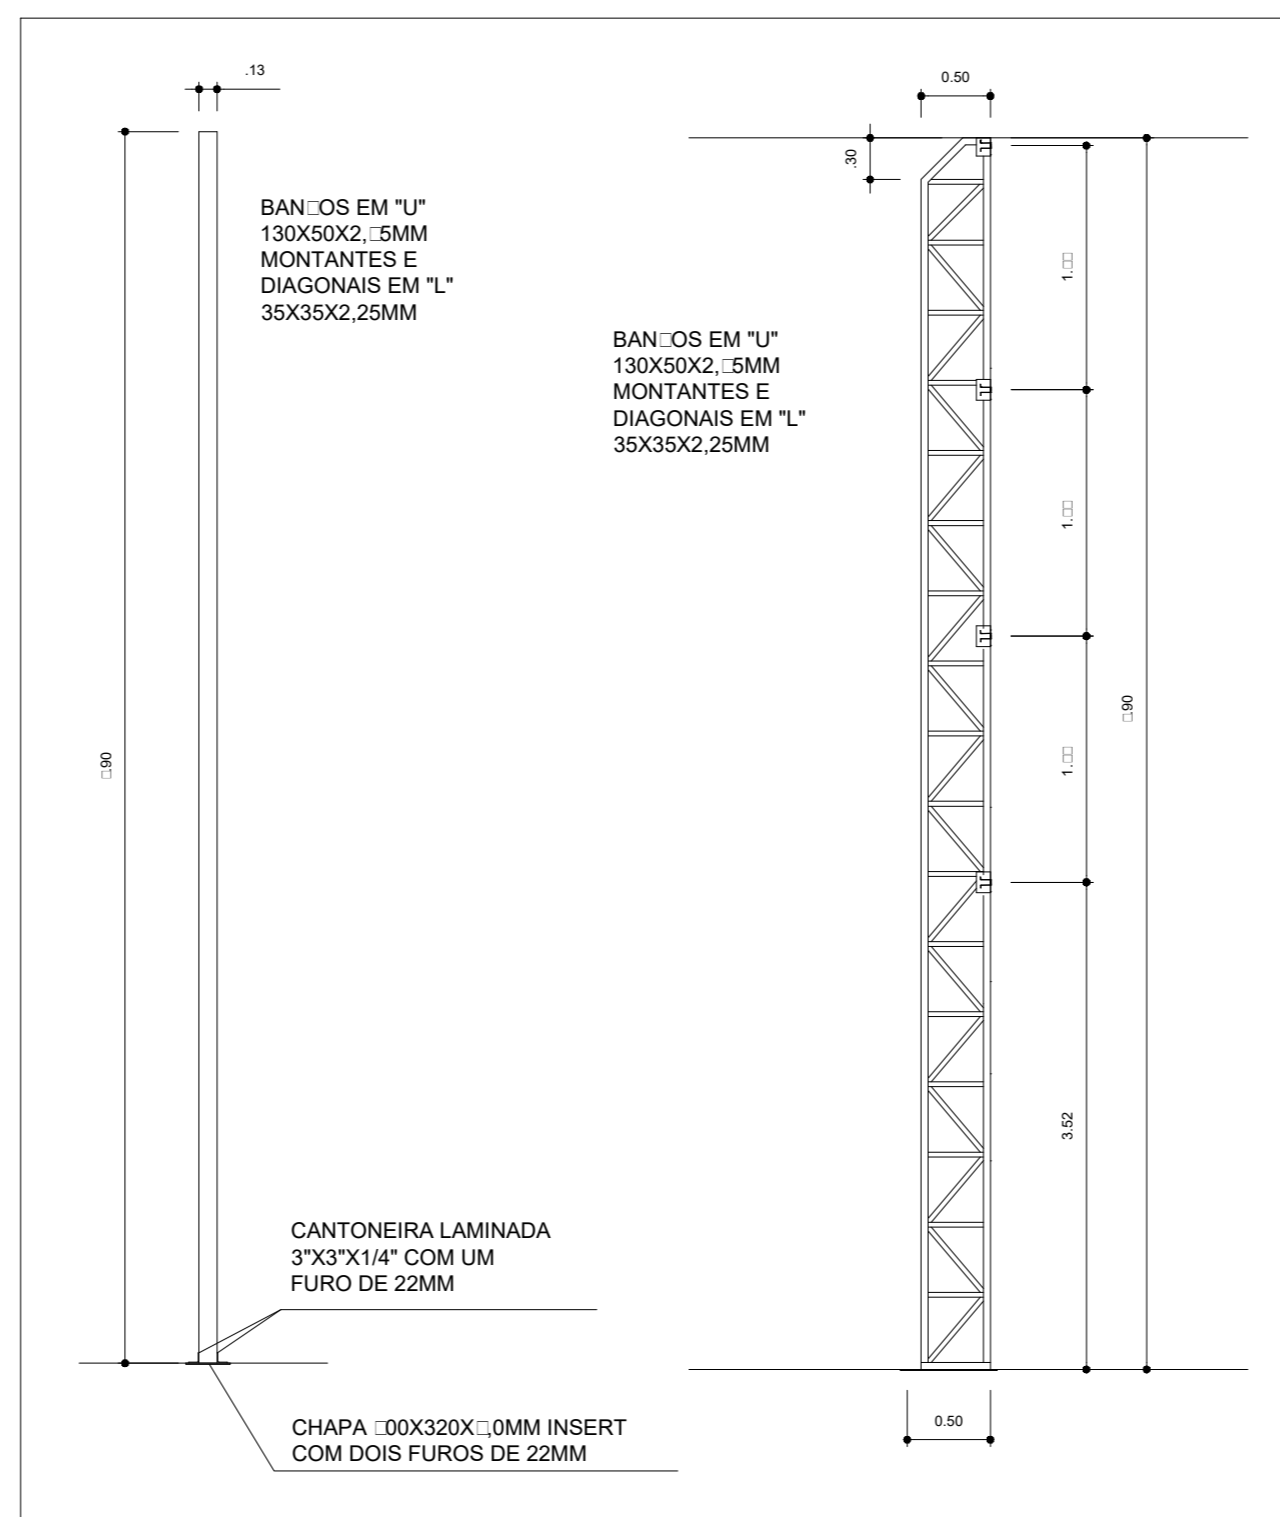 .13
BAN□OS EM "U"
130X50X2,□5MM
MONTANTES E
DIAGONAIS EM "L"
35X35X2,25MM
□.90
CANTONEIRA LAMINADA
3"X3"X1/4" COM UM
FURO DE 22MM
CHAPA □00X320X□,0MM INSERT
COM DOIS FUROS DE 22MM
0.50
.30
BAN□OS EM "U"
130X50X2,□5MM
MONTANTES E
DIAGONAIS EM "L"
35X35X2,25MM
1.□□
1.□□
1.□□
□.90
3.52
0.50